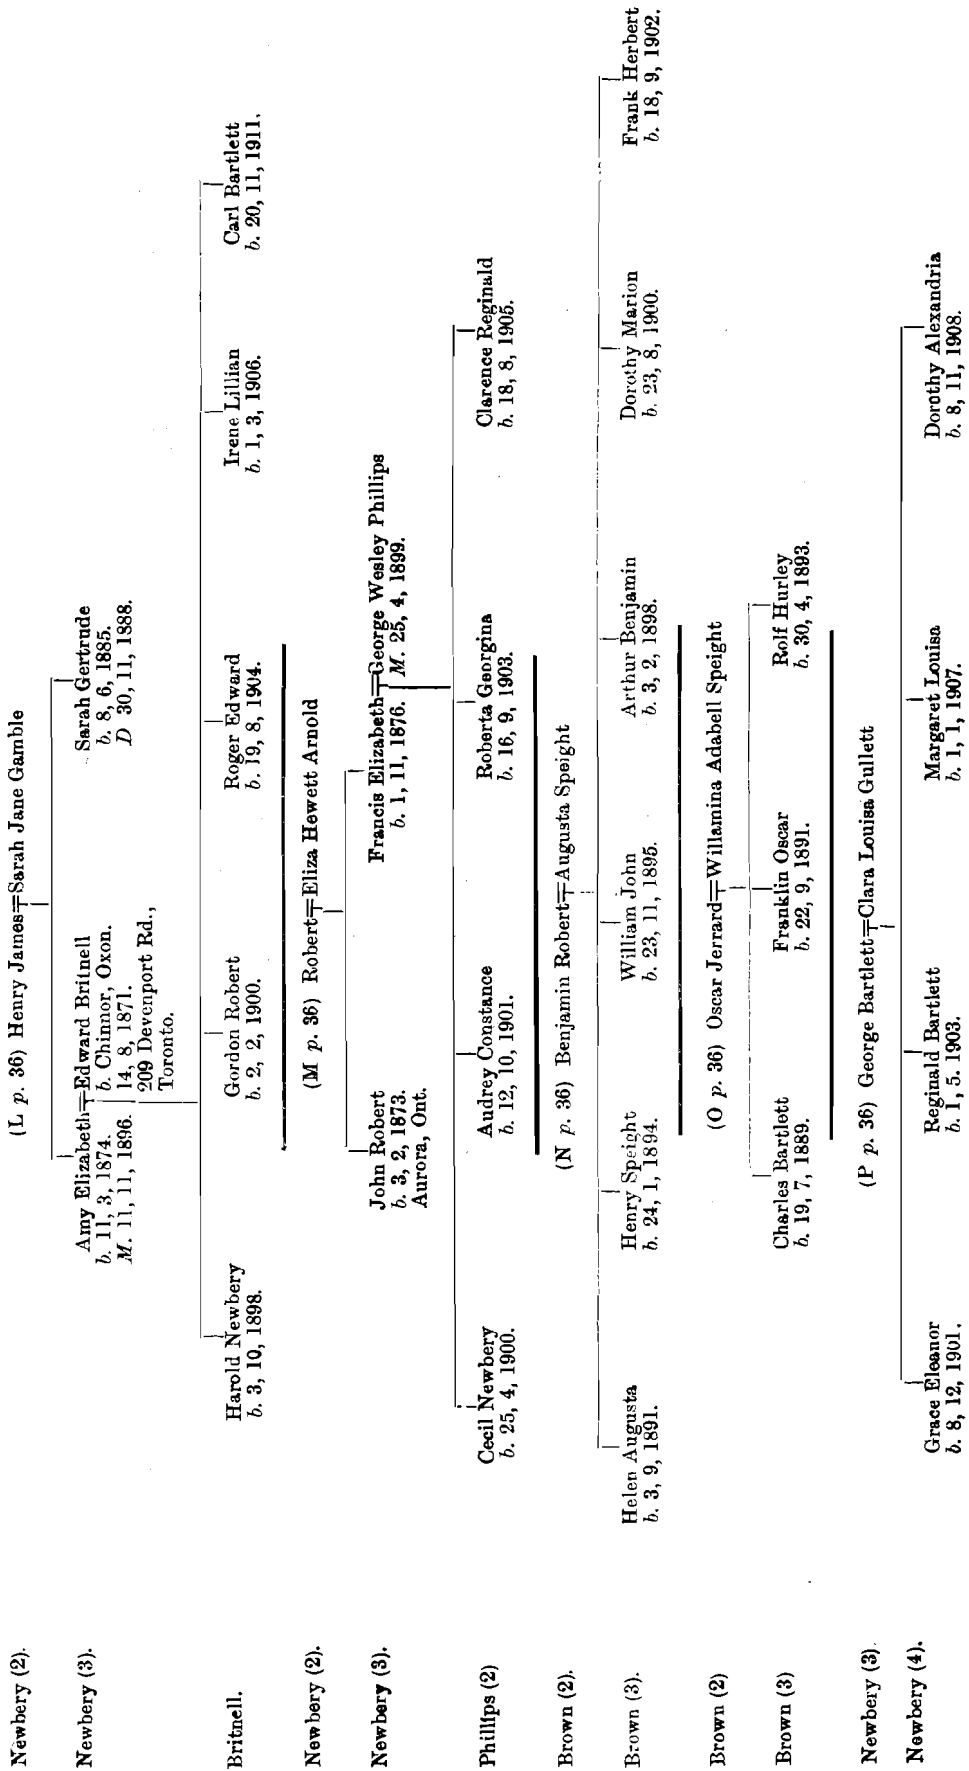 Newbery (2).
(L p. 36) Henry James=Sarah Jane Gamble
Newbery (3).
Amy Elizabeth=Edward Britnell
b. 11, 3, 1874.
M. 11, 11, 1896.
b. Chinnor, Oxon.
14, 8, 1871.
209 Devenport Rd.,
Toronto.
Sarah Gertrude
b. 8, 6, 1885.
D 30, 11, 1888.
Britnell.
Harold Newbery
b. 3, 10, 1898.
Gordon Robert
b. 2, 2, 1900.
Roger Edward
b. 19, 8, 1904.
Irene Lillian
b. 1, 3, 1906.
Carl Bartlett
b. 20, 11, 1911.
Newbery (2).
(M p. 36) Robert=Eliza Hewett Arnold
Newbery (3).
John Robert
b. 3, 2, 1873.
Aurora, Ont.
Francis Elizabeth=George Wesley Phillips
b. 1, 11, 1876.
M. 25, 4, 1899.
Phillips (2)
Cecil Newbery
b. 25, 4, 1900.
Audrey Constance
b. 12, 10, 1901.
Roberta Georgina
b. 16, 9, 1903.
Clarence Reginald
b. 18, 8, 1905.
Brown (2).
(N p. 36) Benjamin Robert=Augusta Speight
Brown (3).
Helen Augusta
b. 3, 9, 1891.
Henry Speight
b. 24, 1, 1894.
William John
b. 23, 11, 1895.
Arthur Benjamin
b. 3, 2, 1898.
Dorothy Marion
b. 23, 8, 1900.
Frank Herbert
b. 18, 9, 1902.
Brown (2)
(O p. 36) Oscar Jerrard=Willamina Adabell Speight
Brown (3)
Charles Bartlett
b. 19, 7, 1889.
Franklin Oscar
b. 22, 9, 1891.
Rolf Hurley
b. 30, 4, 1893.
Newbery (3).
(P p. 36) George Bartlett=Clara Louisa Gullett
Newbery (4).
Grace Eleanor
b. 8, 12, 1901.
Reginald Bartlett
b. 1, 5. 1903.
Margaret Louisa
b. 1, 1, 1907.
Dorothy Alexandria
b. 8, 11, 1908.